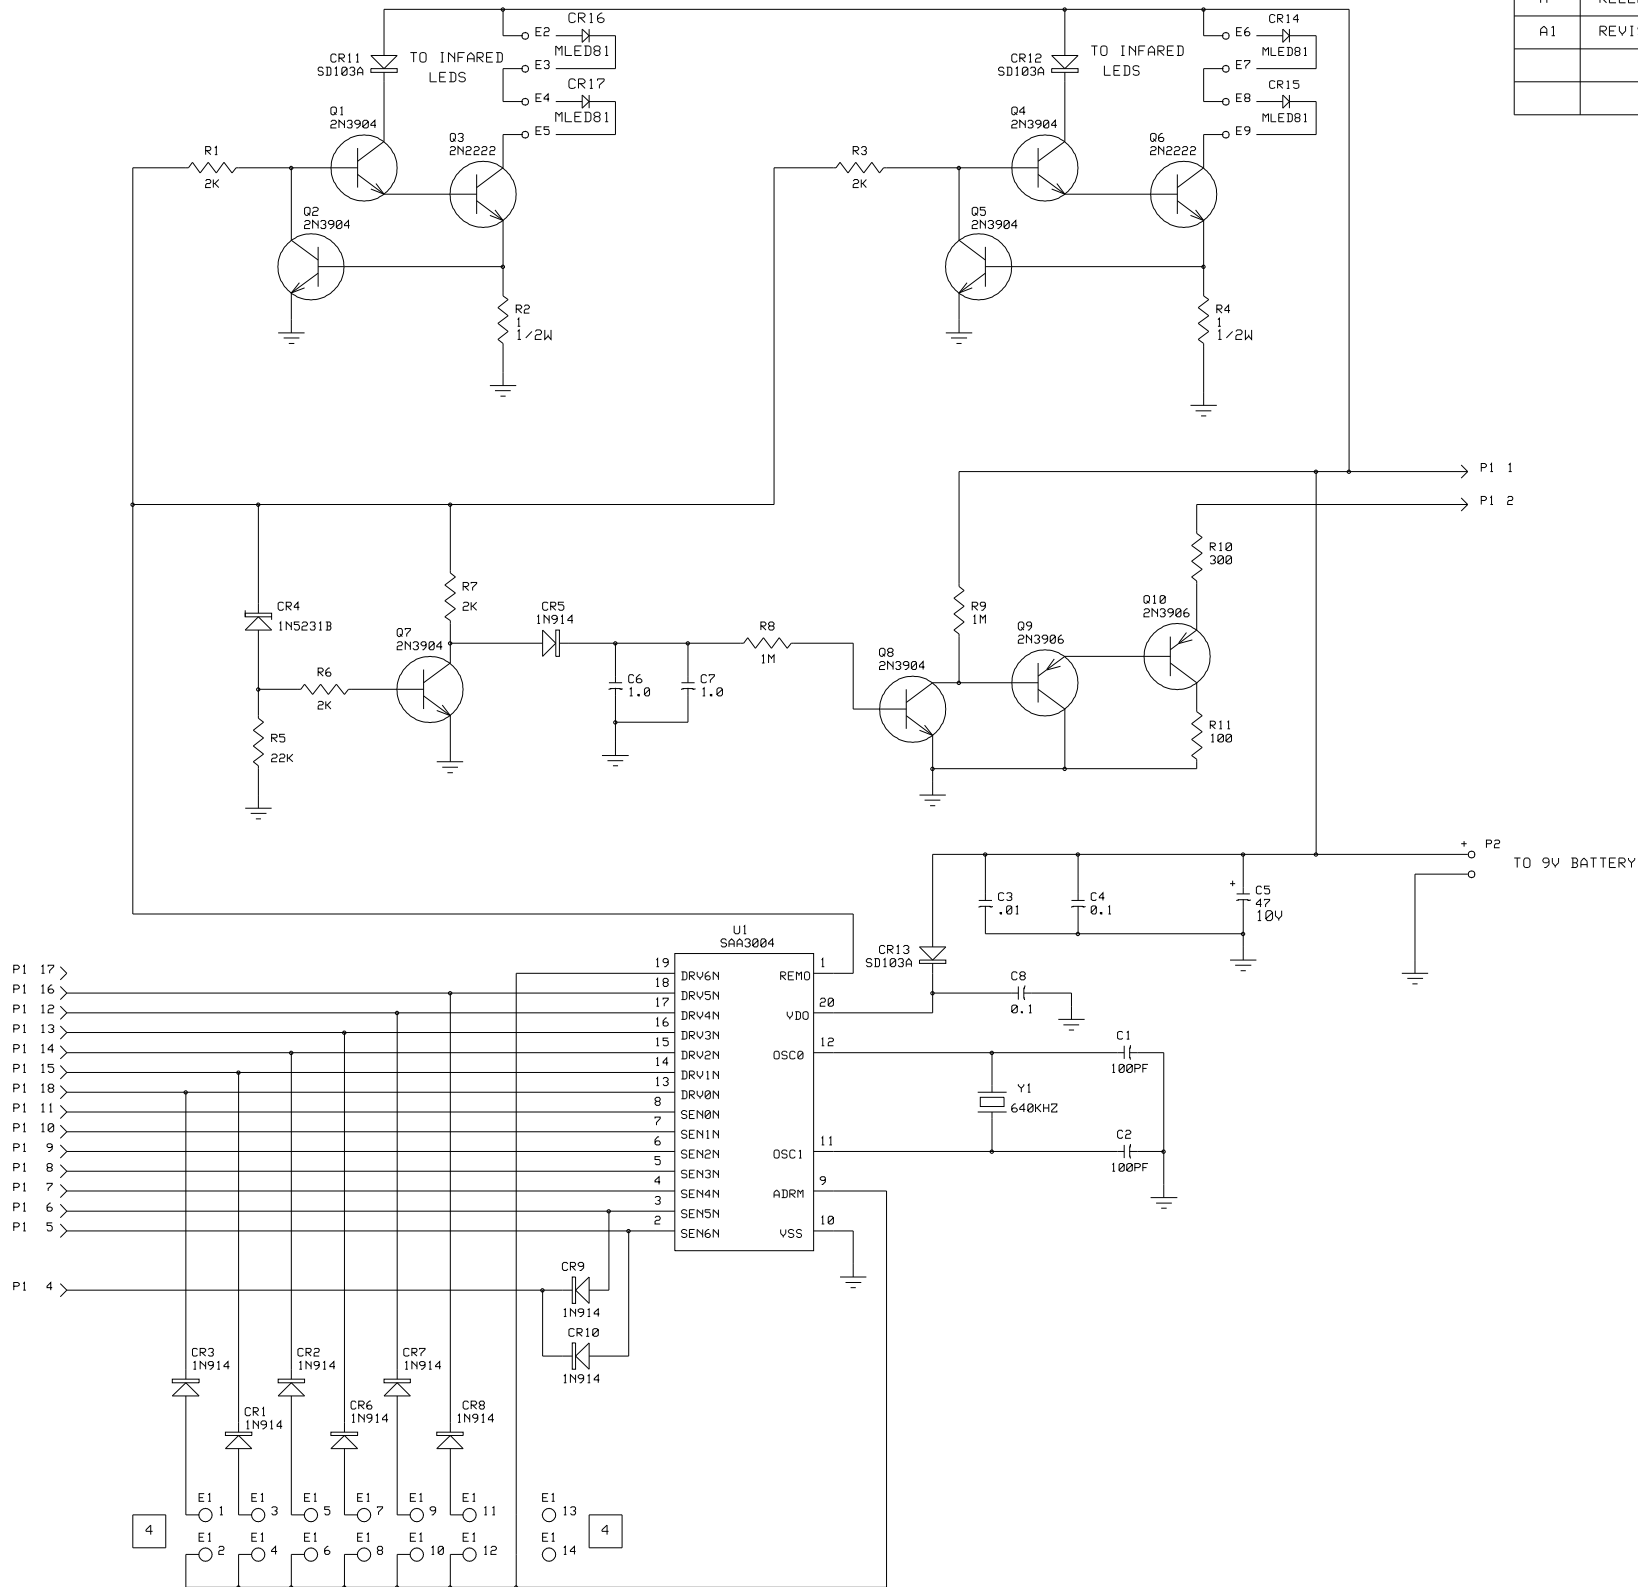 A1 REVI
CR11
SD103A
TO INFARED
LEDS
CR16
E2
MLED81
E3
CR17
E4
MLED81
E5
CR12
SD103A
TO INFARED
LEDS
CR14
E6
MLED81
E7
CR15
E8
MLED81
E9
Q1
2N3904
Q3
2N2222
R1
2K
Q2
2N3904
R2
1
1/2W
Q4
2N3904
Q6
2N2222
R3
2K
Q5
2N3904
R4
1
1/2W
P1 1
P1 2
CR4
1N5231B
R7
2K
Q7
2N3904
CR5
1N914
R6
2K
R5
22K
C6
1.0
C7
1.0
R8
1M
Q8
2N3904
R9
1M
Q9
2N3906
Q10
2N3906
R10
300
R11
100
+ P2
TO 9V BATTERY
C3
.01
C4
0.1
+ C5
47
10V
CR13
SD103A
C8
0.1
U1
SAA3004
P1 17
P1 16
P1 12
P1 13
P1 14
P1 15
P1 18
P1 11
P1 10
P1 9
P1 8
P1 7
P1 6
P1 5
P1 4
19 DRV6N
18 DRV5N
17 DRV4N
16 DRV3N
15 DRV2N
14 DRV1N
13 DRV0N
8 SEN0N
7 SEN1N
6 SEN2N
5 SEN3N
4 SEN4N
3 SEN5N
2 SEN6N
REMO 1
VDO 20
OSC0 12
OSC1 11
ADRM 9
VSS 10
C1
100PF
Y1
640KHZ
C2
100PF
CR9
1N914
CR10
1N914
CR3
1N914
CR2
1N914
CR7
1N914
CR1
1N914
CR6
1N914
CR8
1N914
4
E1 1
E1 3
E1 5
E1 7
E1 9
E1 11
E1 13
4
E1 2
E1 4
E1 6
E1 8
E1 10
E1 12
E1 14